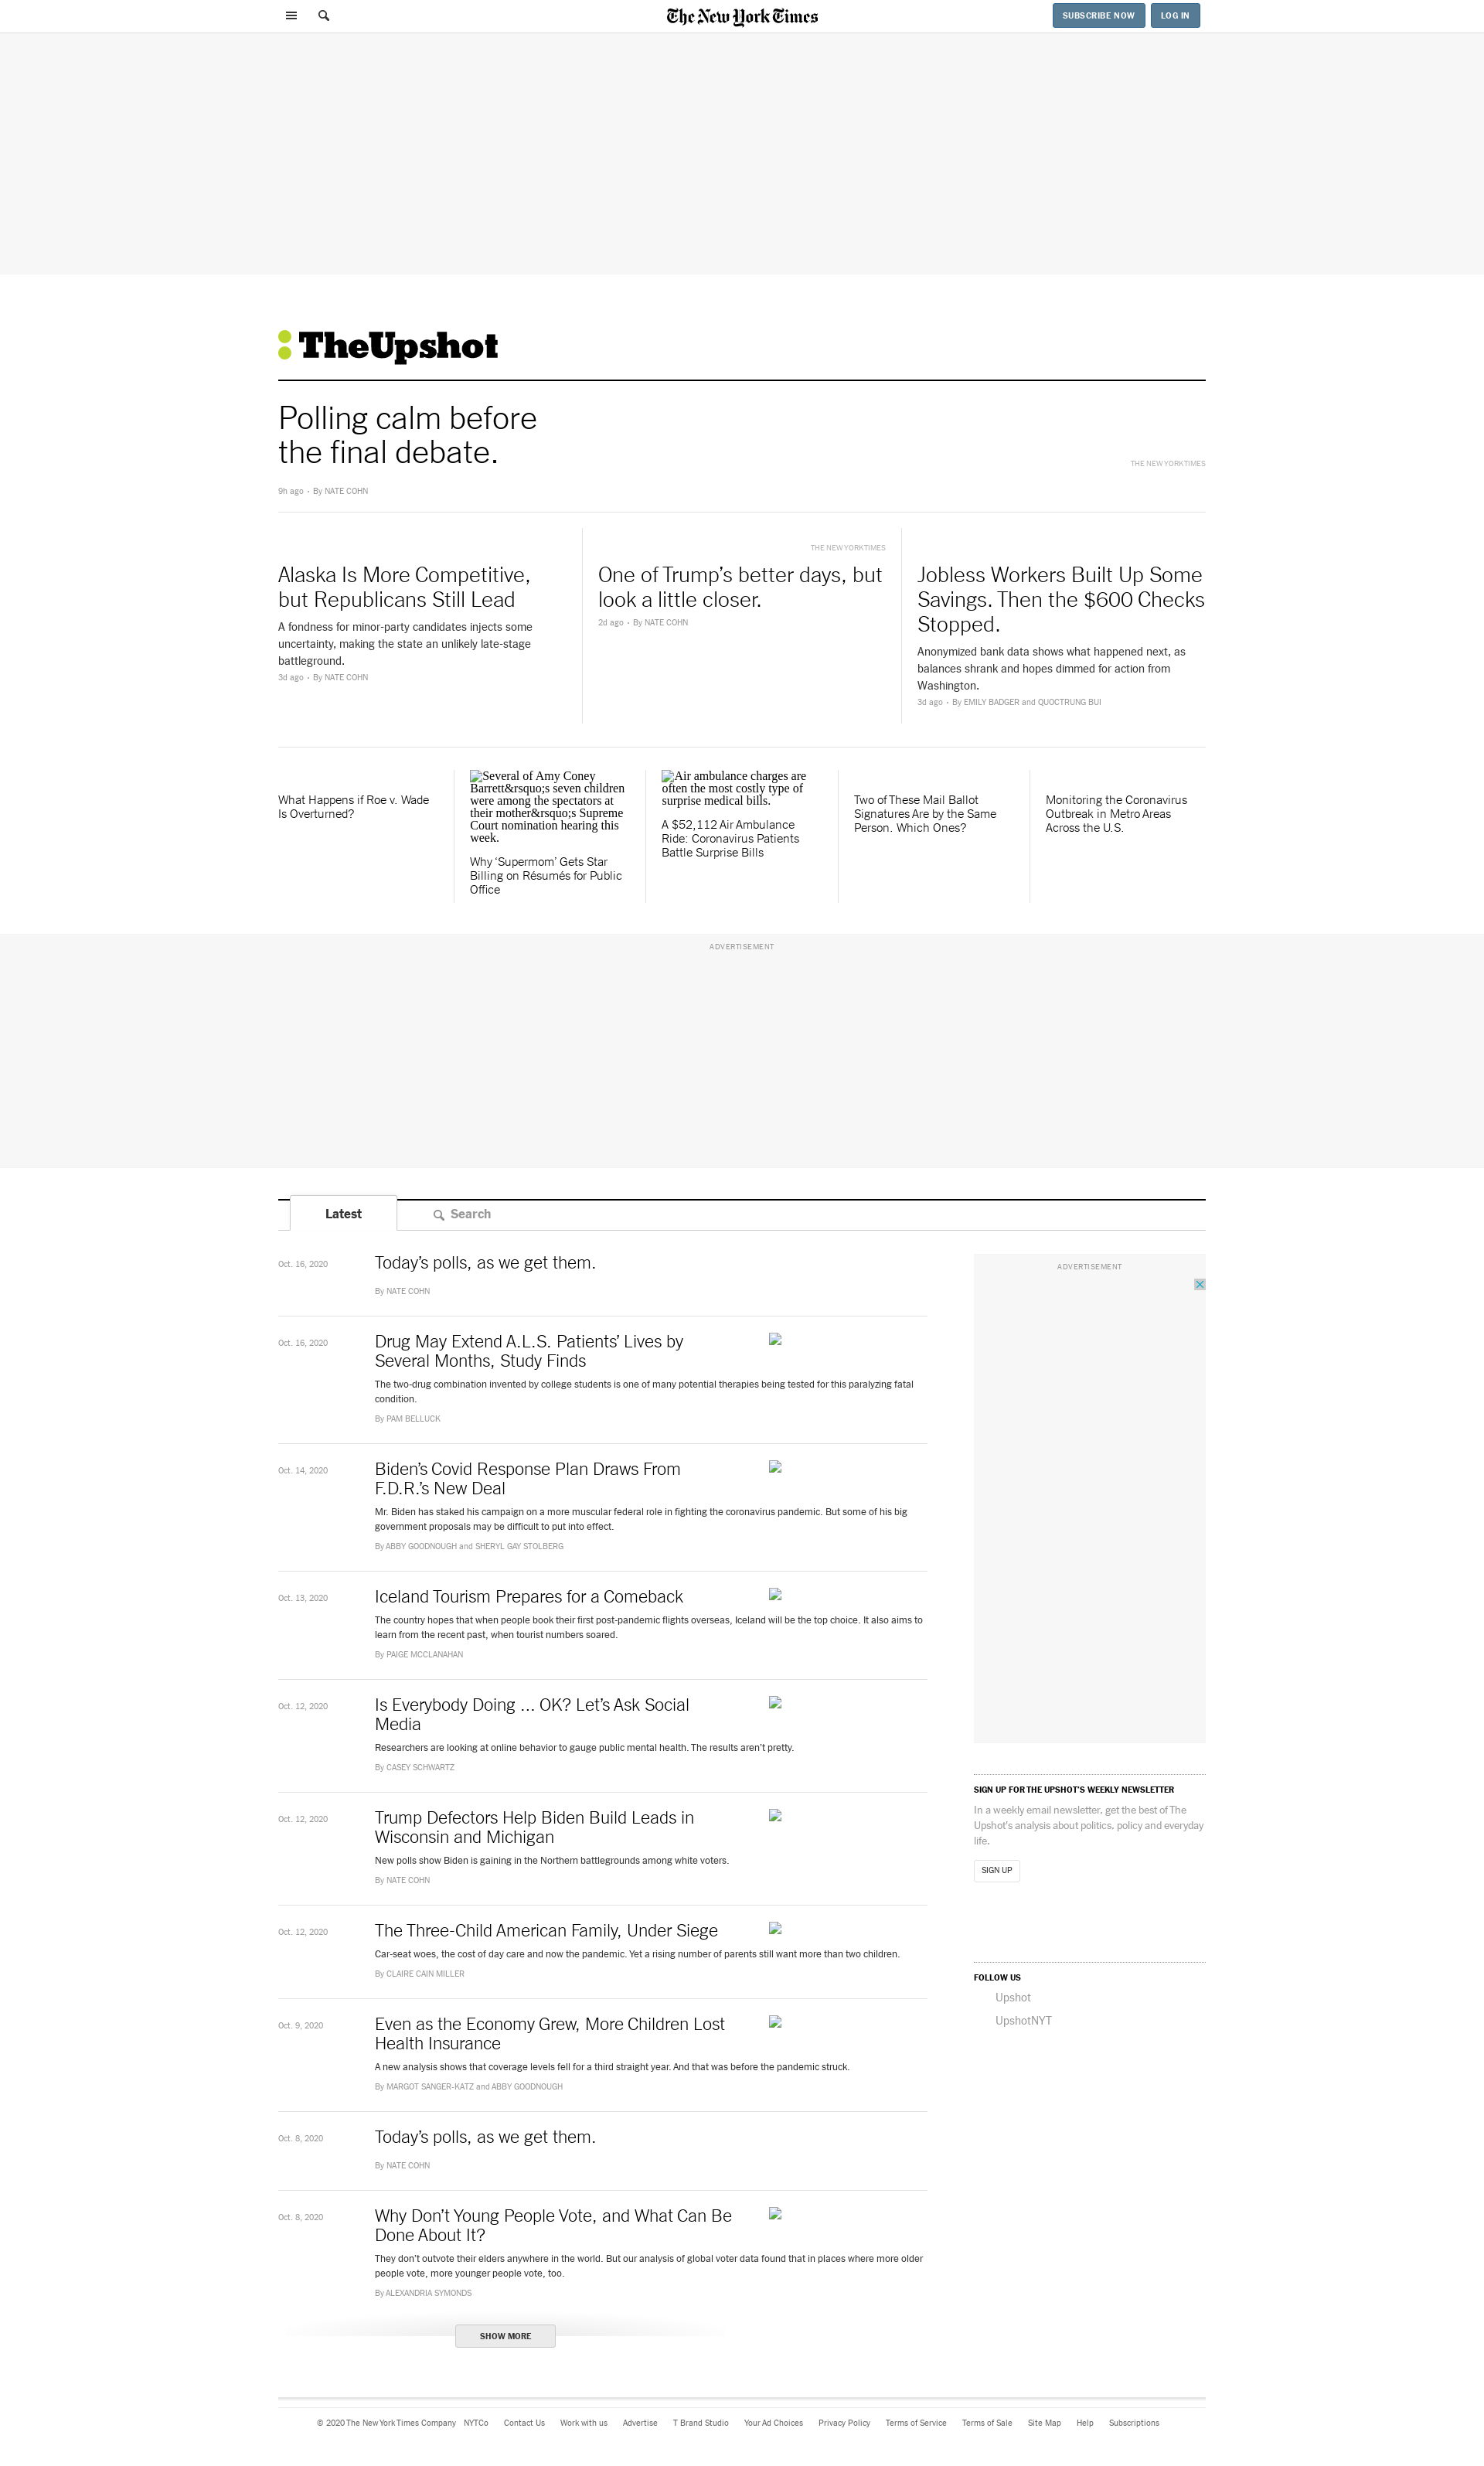 The New York Times
SUBSCRIBE NOW
LOG IN
TheUpshot
Polling calm before
the final debate.
THE NEW YORK TIMES
9h ago • By NATE COHN
Alaska Is More Competitive,
but Republicans Still Lead
A fondness for minor-party candidates injects some
uncertainty, making the state an unlikely late-stage
battleground.
3d ago • By NATE COHN
THE NEW YORK TIMES
One of Trump’s better days, but
look a little closer.
2d ago • By NATE COHN
Jobless Workers Built Up Some
Savings. Then the $600 Checks
Stopped.
Anonymized bank data shows what happened next, as
balances shrank and hopes dimmed for action from
Washington.
3d ago • By EMILY BADGER and QUOCTRUNG BUI
What Happens if Roe v. Wade
Is Overturned?
Several of Amy Coney
Barrett&rsquo;s seven children
were among the spectators at
their mother&rsquo;s Supreme
Court nomination hearing this
week.
Why ‘Supermom’ Gets Star
Billing on Résumés for Public
Office
Air ambulance charges are
often the most costly type of
surprise medical bills.
A $52,112 Air Ambulance
Ride: Coronavirus Patients
Battle Surprise Bills
Two of These Mail Ballot
Signatures Are by the Same
Person. Which Ones?
Monitoring the Coronavirus
Outbreak in Metro Areas
Across the U.S.
ADVERTISEMENT
Latest
Search
Oct. 16, 2020
Today’s polls, as we get them.
By NATE COHN
Oct. 16, 2020
Drug May Extend A.L.S. Patients’ Lives by
Several Months, Study Finds
The two-drug combination invented by college students is one of many potential therapies being tested for this paralyzing fatal
condition.
By PAM BELLUCK
Oct. 14, 2020
Biden’s Covid Response Plan Draws From
F.D.R.’s New Deal
Mr. Biden has staked his campaign on a more muscular federal role in fighting the coronavirus pandemic. But some of his big
government proposals may be difficult to put into effect.
By ABBY GOODNOUGH and SHERYL GAY STOLBERG
Oct. 13, 2020
Iceland Tourism Prepares for a Comeback
The country hopes that when people book their first post-pandemic flights overseas, Iceland will be the top choice. It also aims to
learn from the recent past, when tourist numbers soared.
By PAIGE MCCLANAHAN
Oct. 12, 2020
Is Everybody Doing ... OK? Let’s Ask Social
Media
Researchers are looking at online behavior to gauge public mental health. The results aren’t pretty.
By CASEY SCHWARTZ
Oct. 12, 2020
Trump Defectors Help Biden Build Leads in
Wisconsin and Michigan
New polls show Biden is gaining in the Northern battlegrounds among white voters.
By NATE COHN
Oct. 12, 2020
The Three-Child American Family, Under Siege
Car-seat woes, the cost of day care and now the pandemic. Yet a rising number of parents still want more than two children.
By CLAIRE CAIN MILLER
Oct. 9, 2020
Even as the Economy Grew, More Children Lost
Health Insurance
A new analysis shows that coverage levels fell for a third straight year. And that was before the pandemic struck.
By MARGOT SANGER-KATZ and ABBY GOODNOUGH
Oct. 8, 2020
Today’s polls, as we get them.
By NATE COHN
Oct. 8, 2020
Why Don’t Young People Vote, and What Can Be
Done About It?
They don’t outvote their elders anywhere in the world. But our analysis of global voter data found that in places where more older
people vote, more younger people vote, too.
By ALEXANDRIA SYMONDS
SHOW MORE
ADVERTISEMENT
SIGN UP FOR THE UPSHOT’S WEEKLY NEWSLETTER
In a weekly email newsletter, get the best of The
Upshot’s analysis about politics, policy and everyday
life.
SIGN UP
FOLLOW US
Upshot
UpshotNYT
© 2020 The New York Times Company NYTCo Contact Us Work with us Advertise T Brand Studio Your Ad Choices Privacy Policy Terms of Service Terms of Sale Site Map Help Subscriptions